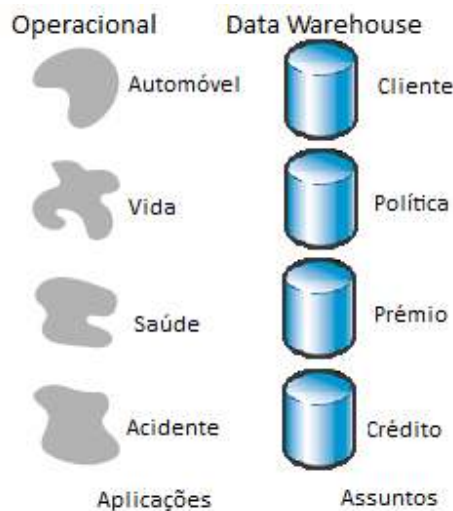 Operacional
Data Warehouse
Automóvel
Cliente
Vida
Política
Saúde
Prémio
Acidente
Crédito
Aplicações
Assuntos